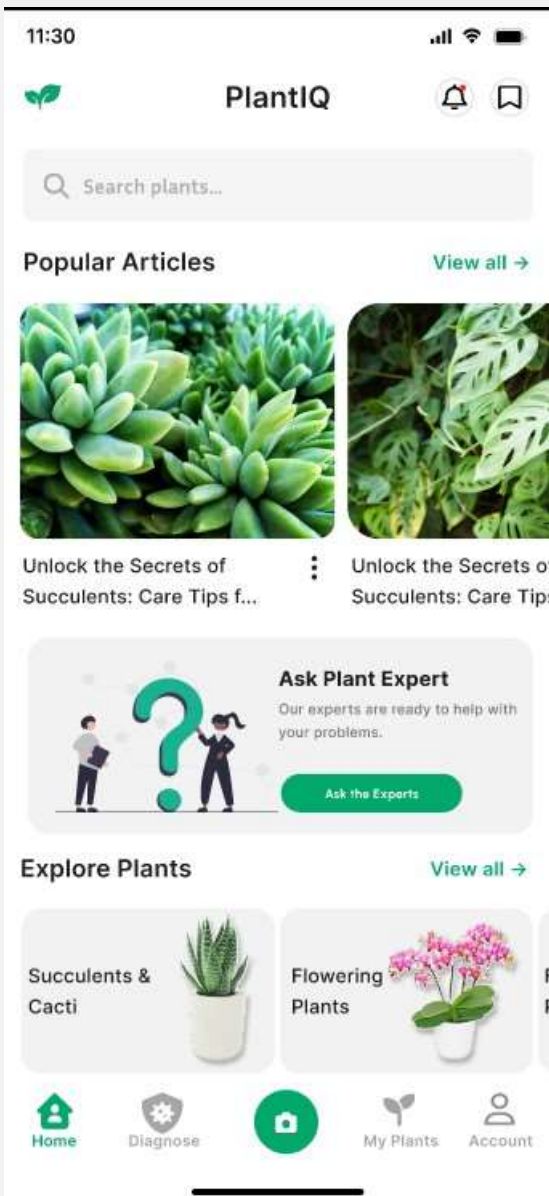 11:30
PlantIQ
Search plants...
Popular Articles
View all →
Unlock the Secrets of
Succulents: Care Tips f...
Unlock the Secrets of
Succulents: Care Tips
Ask Plant Expert
Our experts are ready to help with
your problems.
Ask the Experts
Explore Plants
View all →
Succulents &
Cacti
Flowering
Plants
Home
Diagnose
My Plants
Account